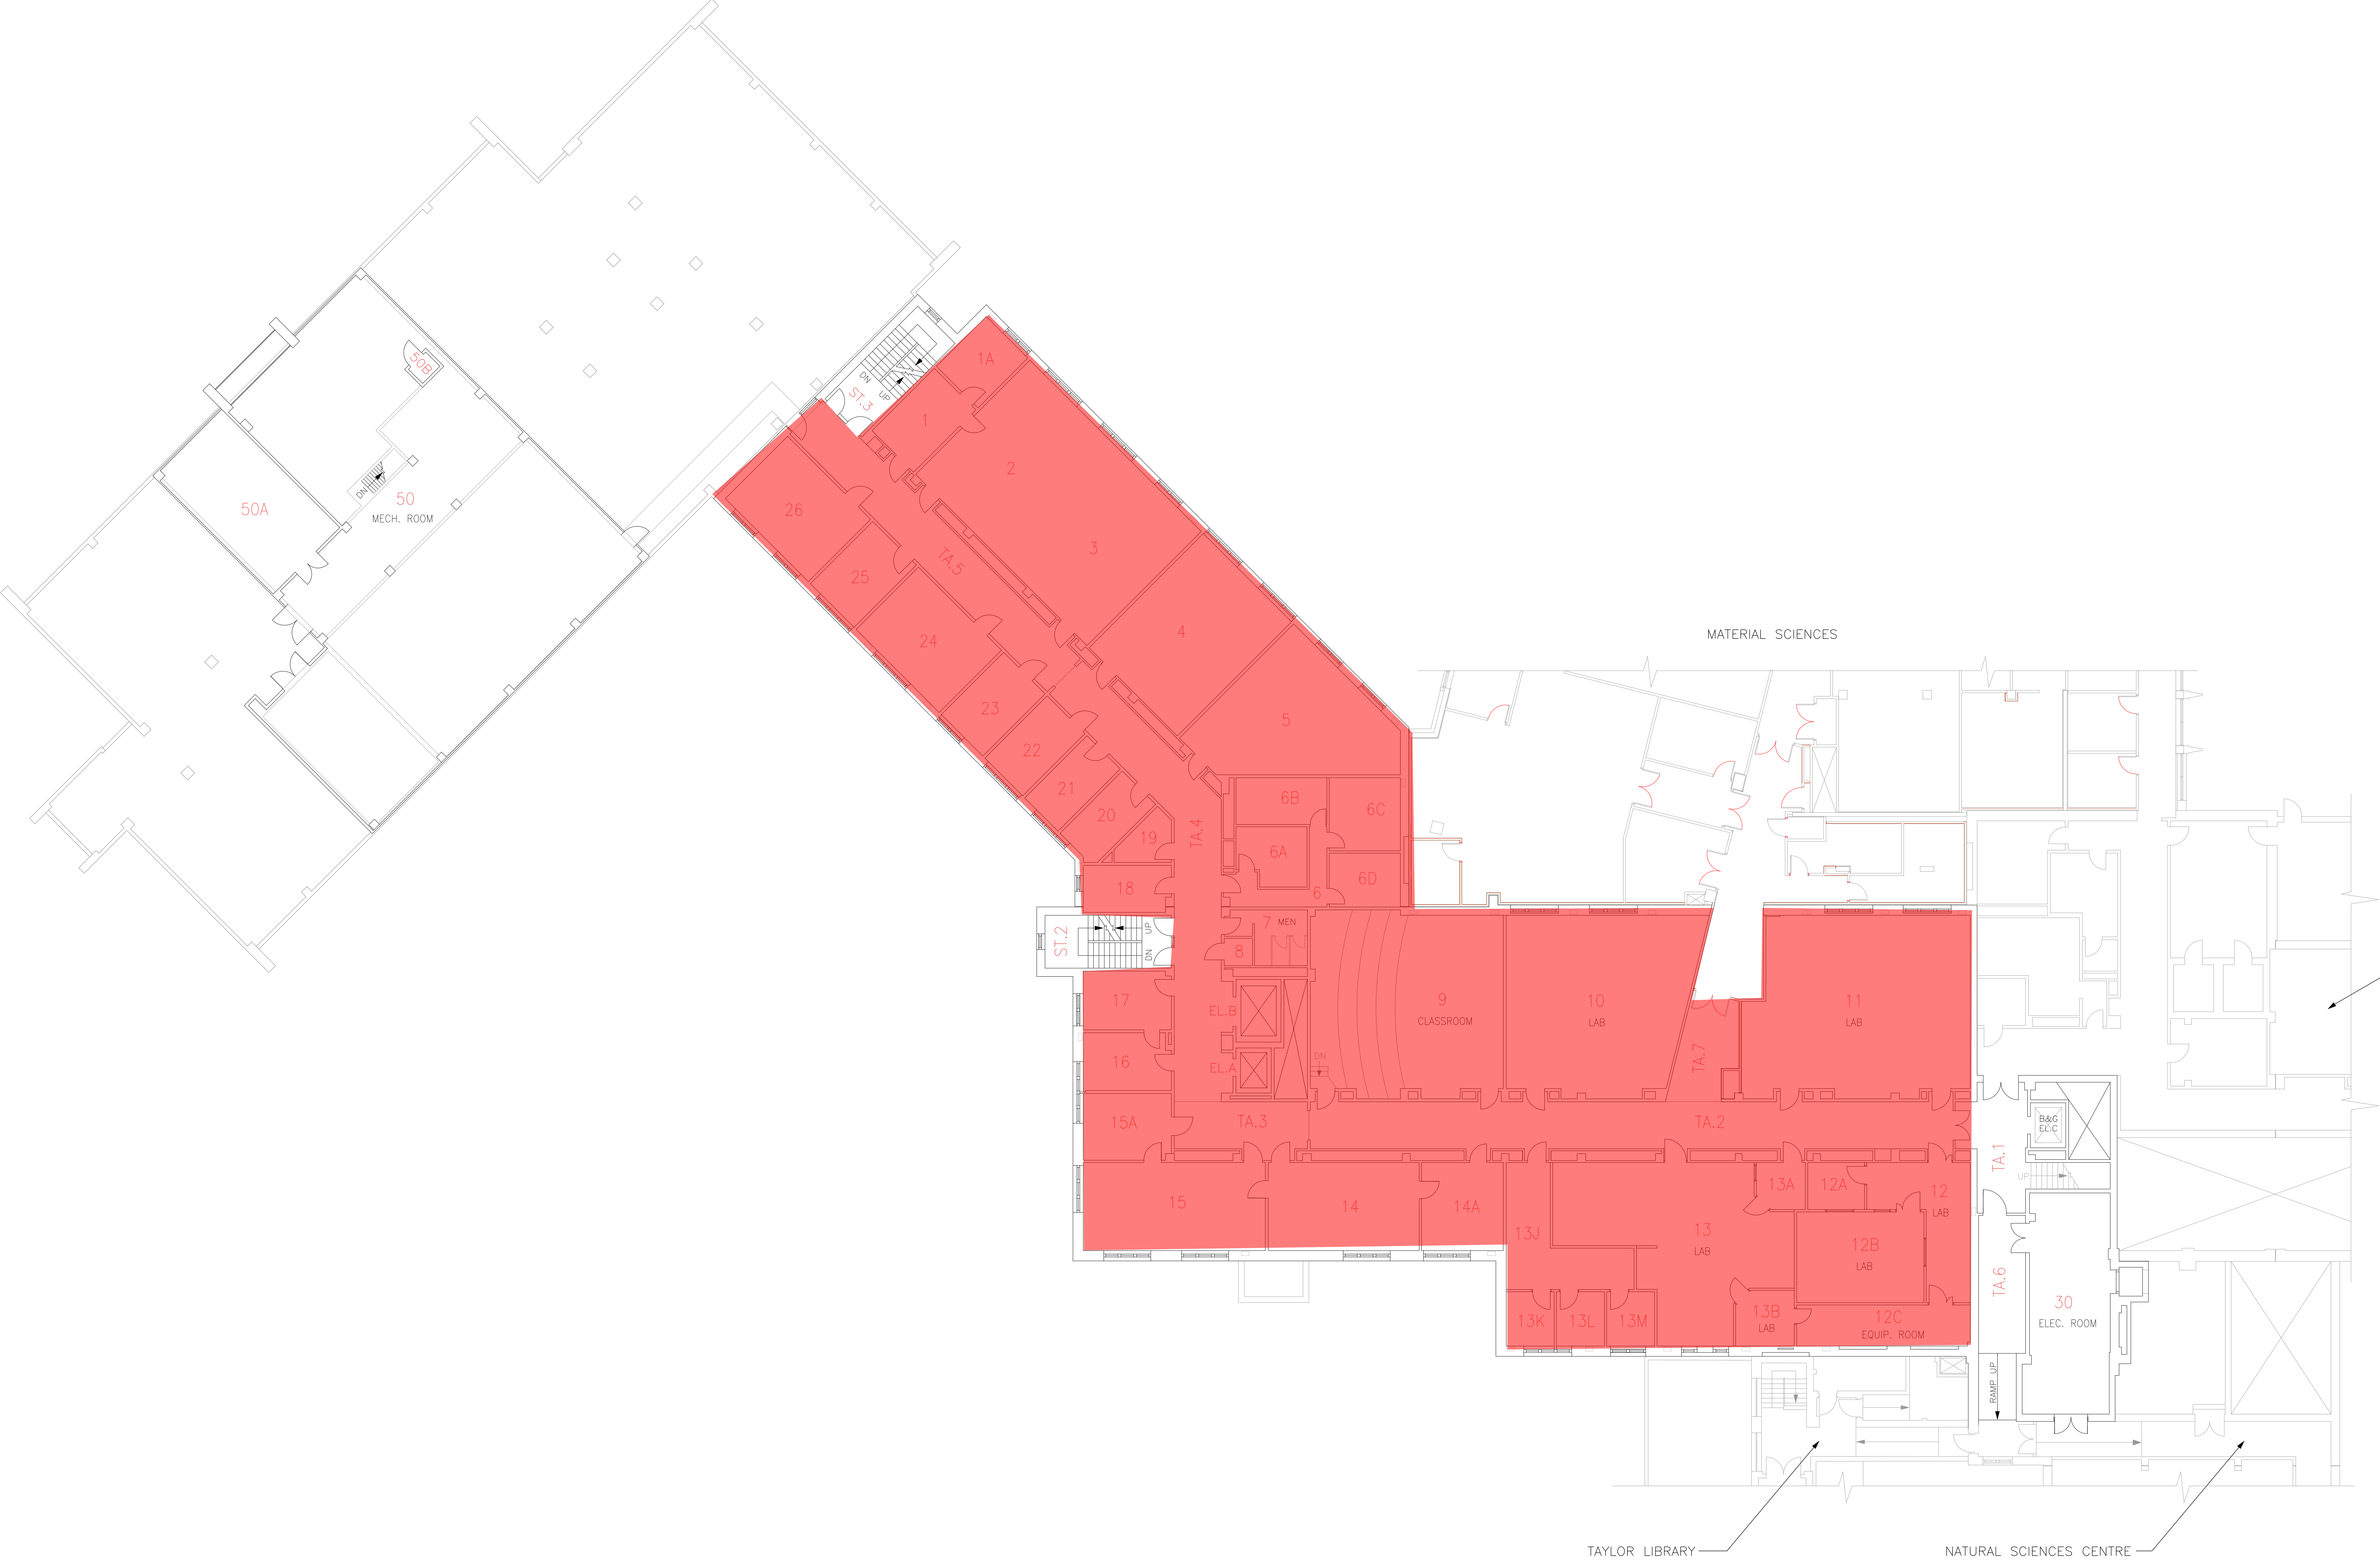 1A
50B
DN
UP
ST.3
1
2
50A
DN
50
MECH. ROOM
26
3
TA.5
25
4
24
MATERIAL SCIENCES
23
5
22
21
6B
6C
20
19
TA.4
6A
18
6D
6
7 MEN
ST.2
UP
DN
8
17
EL.B
9
CLASSROOM
10
LAB
11
LAB
16
EL.A
DN
TA.7
15A
TA.3
TA.2
B&G
EL.C
TA.1
UP
13A
12A
12
LAB
15
14
14A
13J
13
LAB
12B
LAB
TA.6
30
ELEC. ROOM
13K
13L
13M
13B
LAB
12C
EQUIP. ROOM
RAMP UP
TAYLOR LIBRARY
NATURAL SCIENCES CENTRE